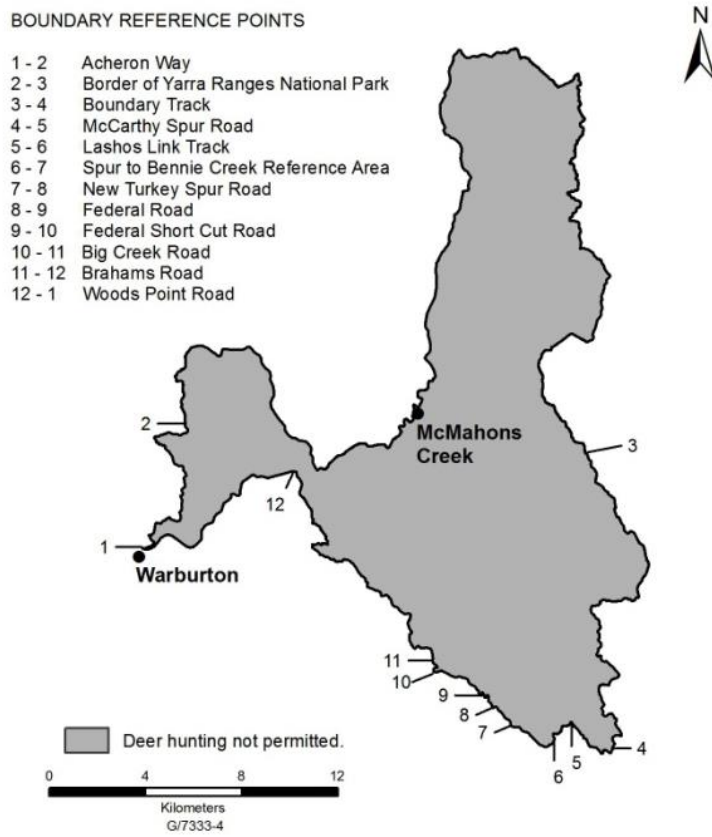 BOUNDARY REFERENCE POINTS
N
1 - 2 Acheron Way
2 - 3 Border of Yarra Ranges National Park
3 - 4 Boundary Track
4 - 5 McCarthy Spur Road
5 - 6 Lashos Link Track
6 - 7 Spur to Bennie Creek Reference Area
7 - 8 New Turkey Spur Road
8 - 9 Federal Road
9 - 10 Federal Short Cut Road
10 - 11 Big Creek Road
11 - 12 Brahams Road
12 - 1 Woods Point Road
2
McMahons
Creek
3
12
1
Warburton
11
10
9
8
7
6
5
4
Deer hunting not permitted.
0 4 8 12
Kilometers
G/7333-4